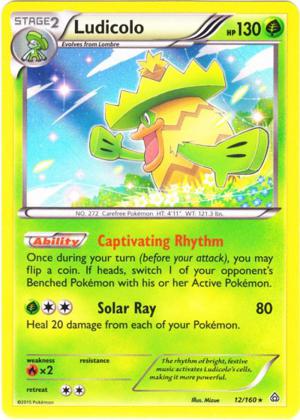 STAGE2
Ludicolo
HP 130
Evolves from Lombre
NO. 272 Carefree Pokémon HT: 4'11" WT: 121.3 lbs.
Ability Captivating Rhythm
Once during your turn (before your attack), you may
flip a coin. If heads, switch 1 of your opponent's
Benched Pokémon with his or her Active Pokémon.
Solar Ray 80
Heal 20 damage from each of your Pokémon.
weakness resistance
×2
retreat
The rhythm of bright, festive
music activates Ludicolo's cells,
making it more powerful.
©2015 Pokémon
Illus. Mizue 12/160 ★